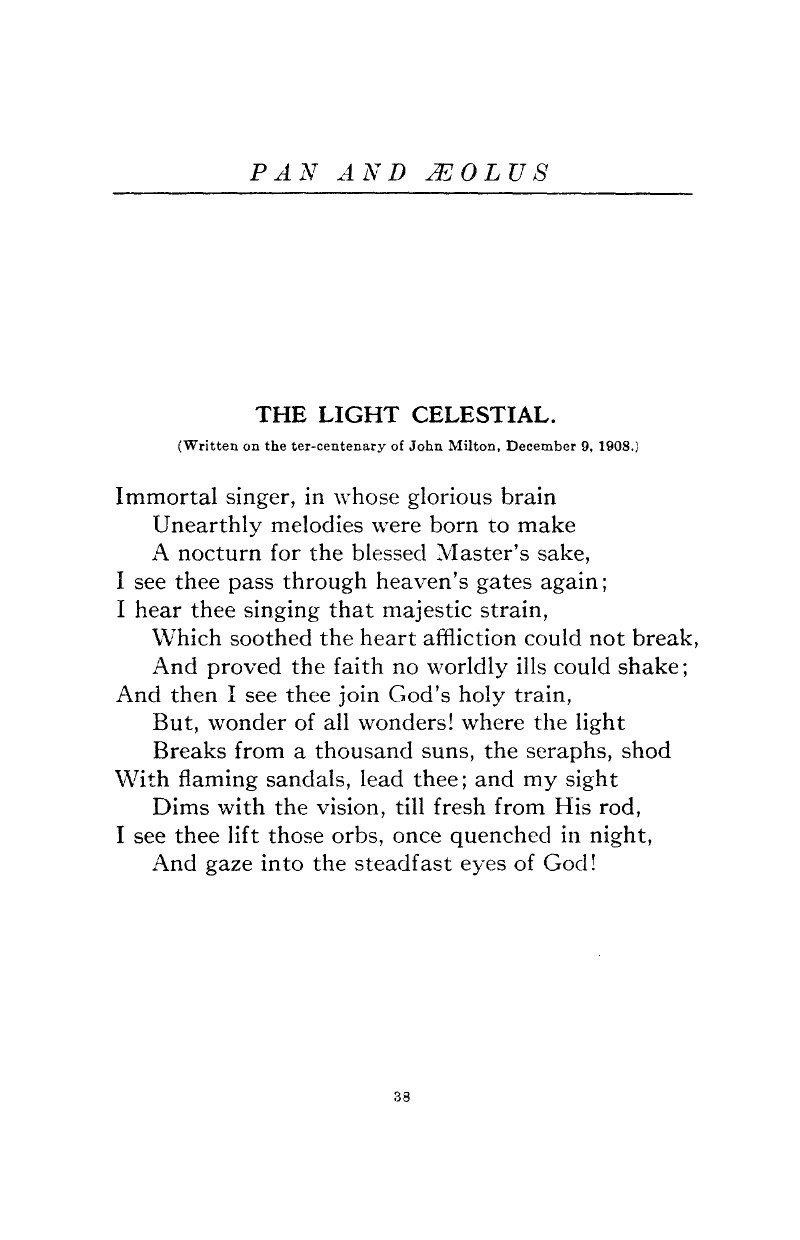 PAN AND ÆOLUS
THE LIGHT CELESTIAL.
(Written on the ter-centenary of John Milton, December 9, 1908.)
Immortal singer, in whose glorious brain
Unearthly melodies were born to make
A nocturn for the blessed Master's sake,
I see thee pass through heaven's gates again;
I hear thee singing that majestic strain,
Which soothed the heart affliction could not break,
And proved the faith no worldly ills could shake;
And then I see thee join God's holy train,
But, wonder of all wonders! where the light
Breaks from a thousand suns, the seraphs, shod
With flaming sandals, lead thee; and my sight
Dims with the vision, till fresh from His rod,
I see thee lift those orbs, once quenched in night,
And gaze into the steadfast eyes of God!
38